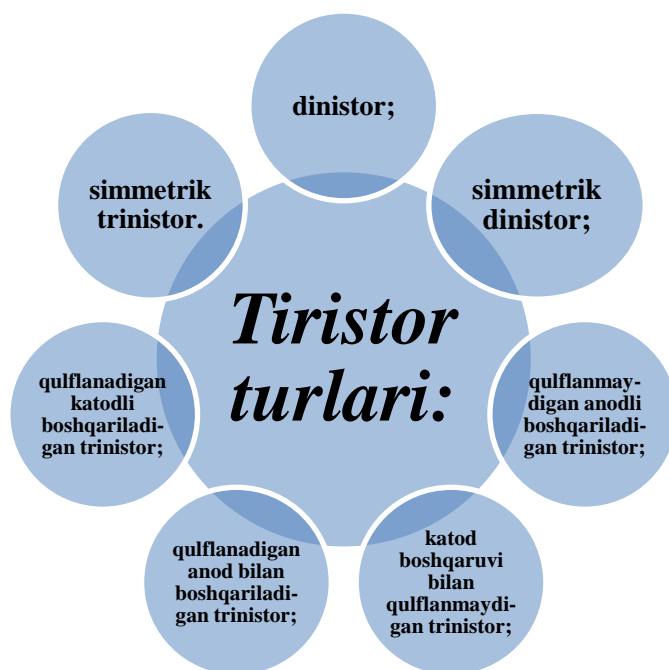 Tiristor
turlari:
dinistor;
simmetrik
dinistor;
qulflanmay-
digan anodli
boshqariladi-
gan trinistor;
katod
boshqaruvi
bilan
qulflanmaydi-
gan trinistor;
qulflanadigan
anod bilan
boshqariladi-
gan trinistor;
qulflanadigan
katodli
boshqariladi-
gan trinistor;
simmetrik
trinistor.